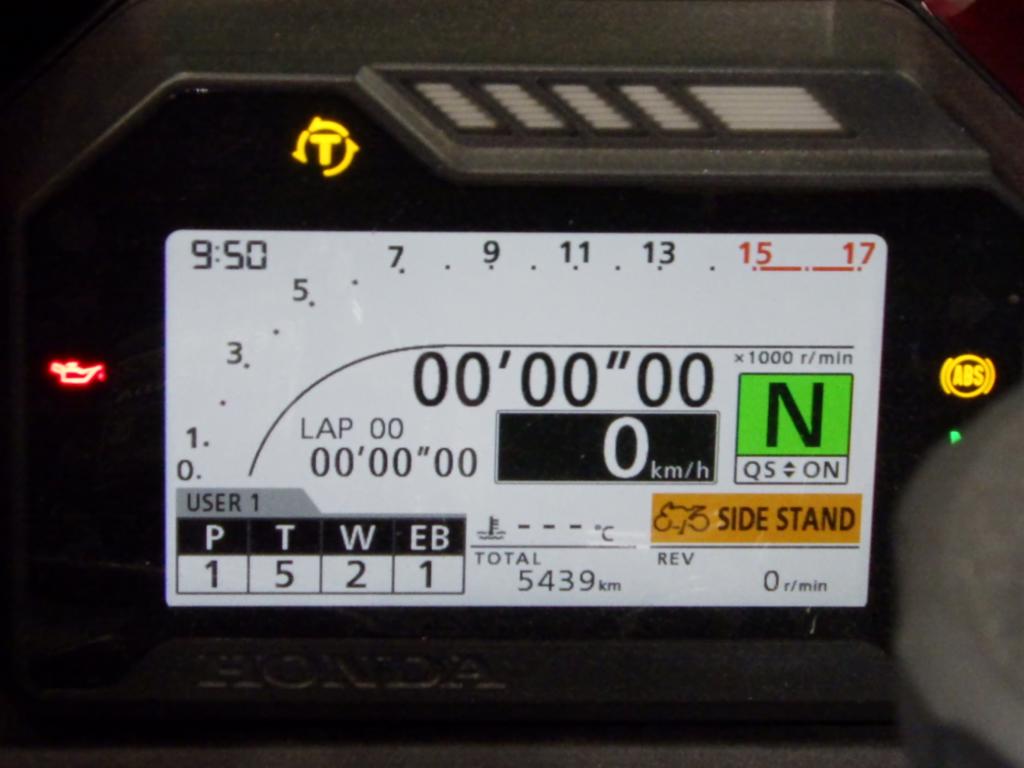 T
9:50
7 9 11 13 15 17
5
3
1
0
×1000 r/min
00'00"00
LAP 00
00'00"00
0 km/h
N
QS ON
ABS
USER 1
P T W EB
1 5 2 1
---- °C
SIDE STAND
TOTAL
5439 km
REV
0 r/min
HONDA